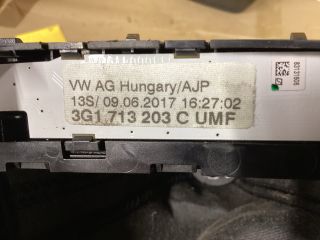 VW AG Hungary/AJP
13S/ 09.06.2017 16:27:02
3G1 713 203 C UMF